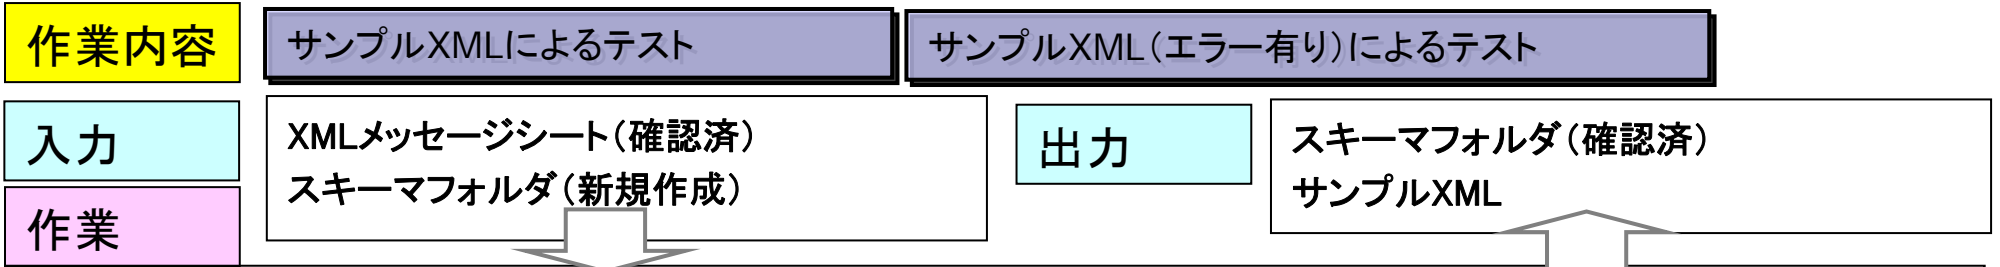 作業内容
サンプルXMLによるテスト
サンプルXML（エラー有り）によるテスト
入力
XMLメッセージシート（確認済）
スキーマフォルダ（新規作成）
出力
スキーマフォルダ（確認済）
サンプルXML
作業